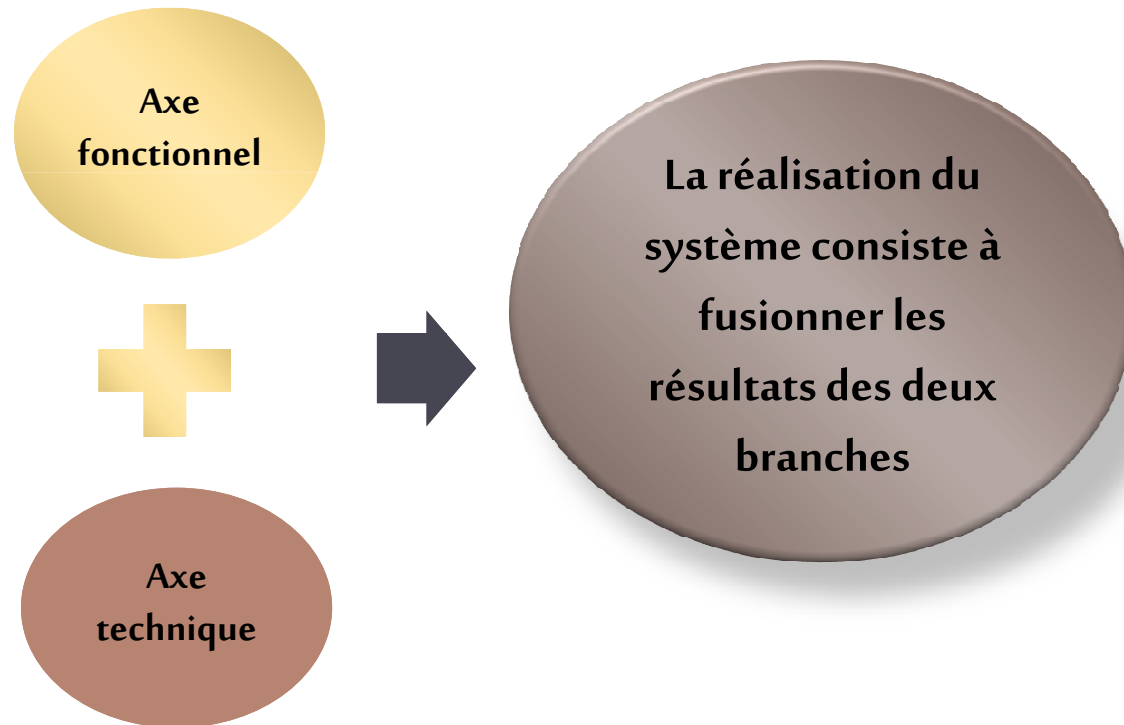 Axe
fonctionnel
La réalisation du
système consiste à
fusionner les
résultats des deux
branches
Axe
technique